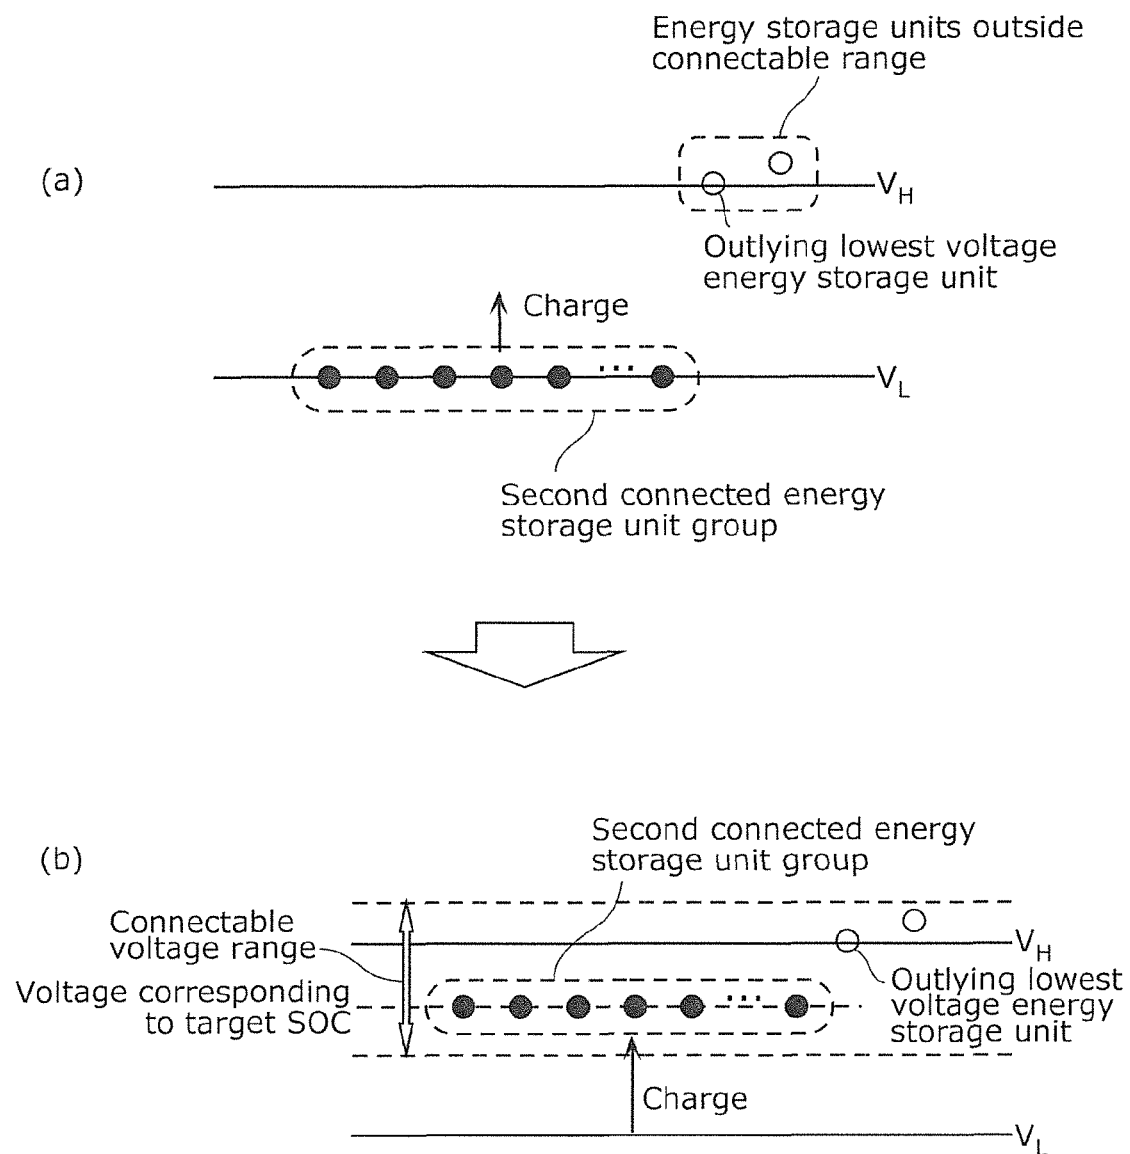 Energy storage units outside
connectable range
(a)
V_H
Outlying lowest voltage
energy storage unit
Charge
...
V_L
Second connected energy
storage unit group
(b)
Second connected energy
storage unit group
Connectable
voltage range
V_H
Voltage corresponding
to target SOC
...
Outlying lowest
voltage energy
storage unit
Charge
V_L